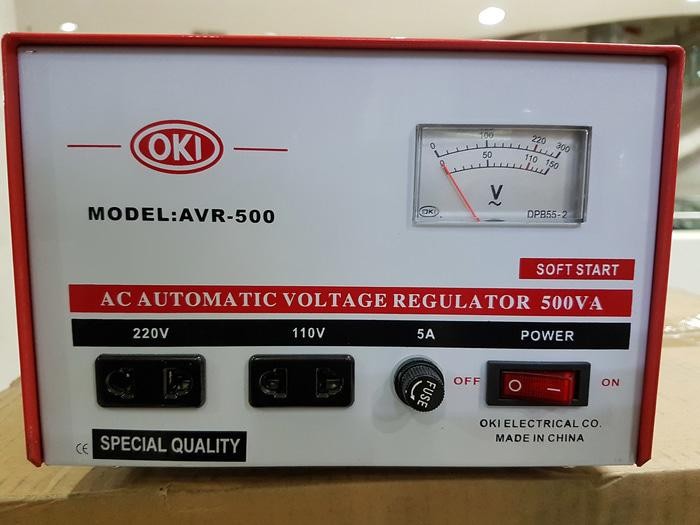 OKI
MODEL:AVR-500
0 100 220 300
0 50 110 150
V
OKI DPB55-2
SOFT START
AC AUTOMATIC VOLTAGE REGULATOR 500VA
220V 110V 5A POWER
OFF ON
FUSE
OKI ELECTRICAL CO.
MADE IN CHINA
CE SPECIAL QUALITY